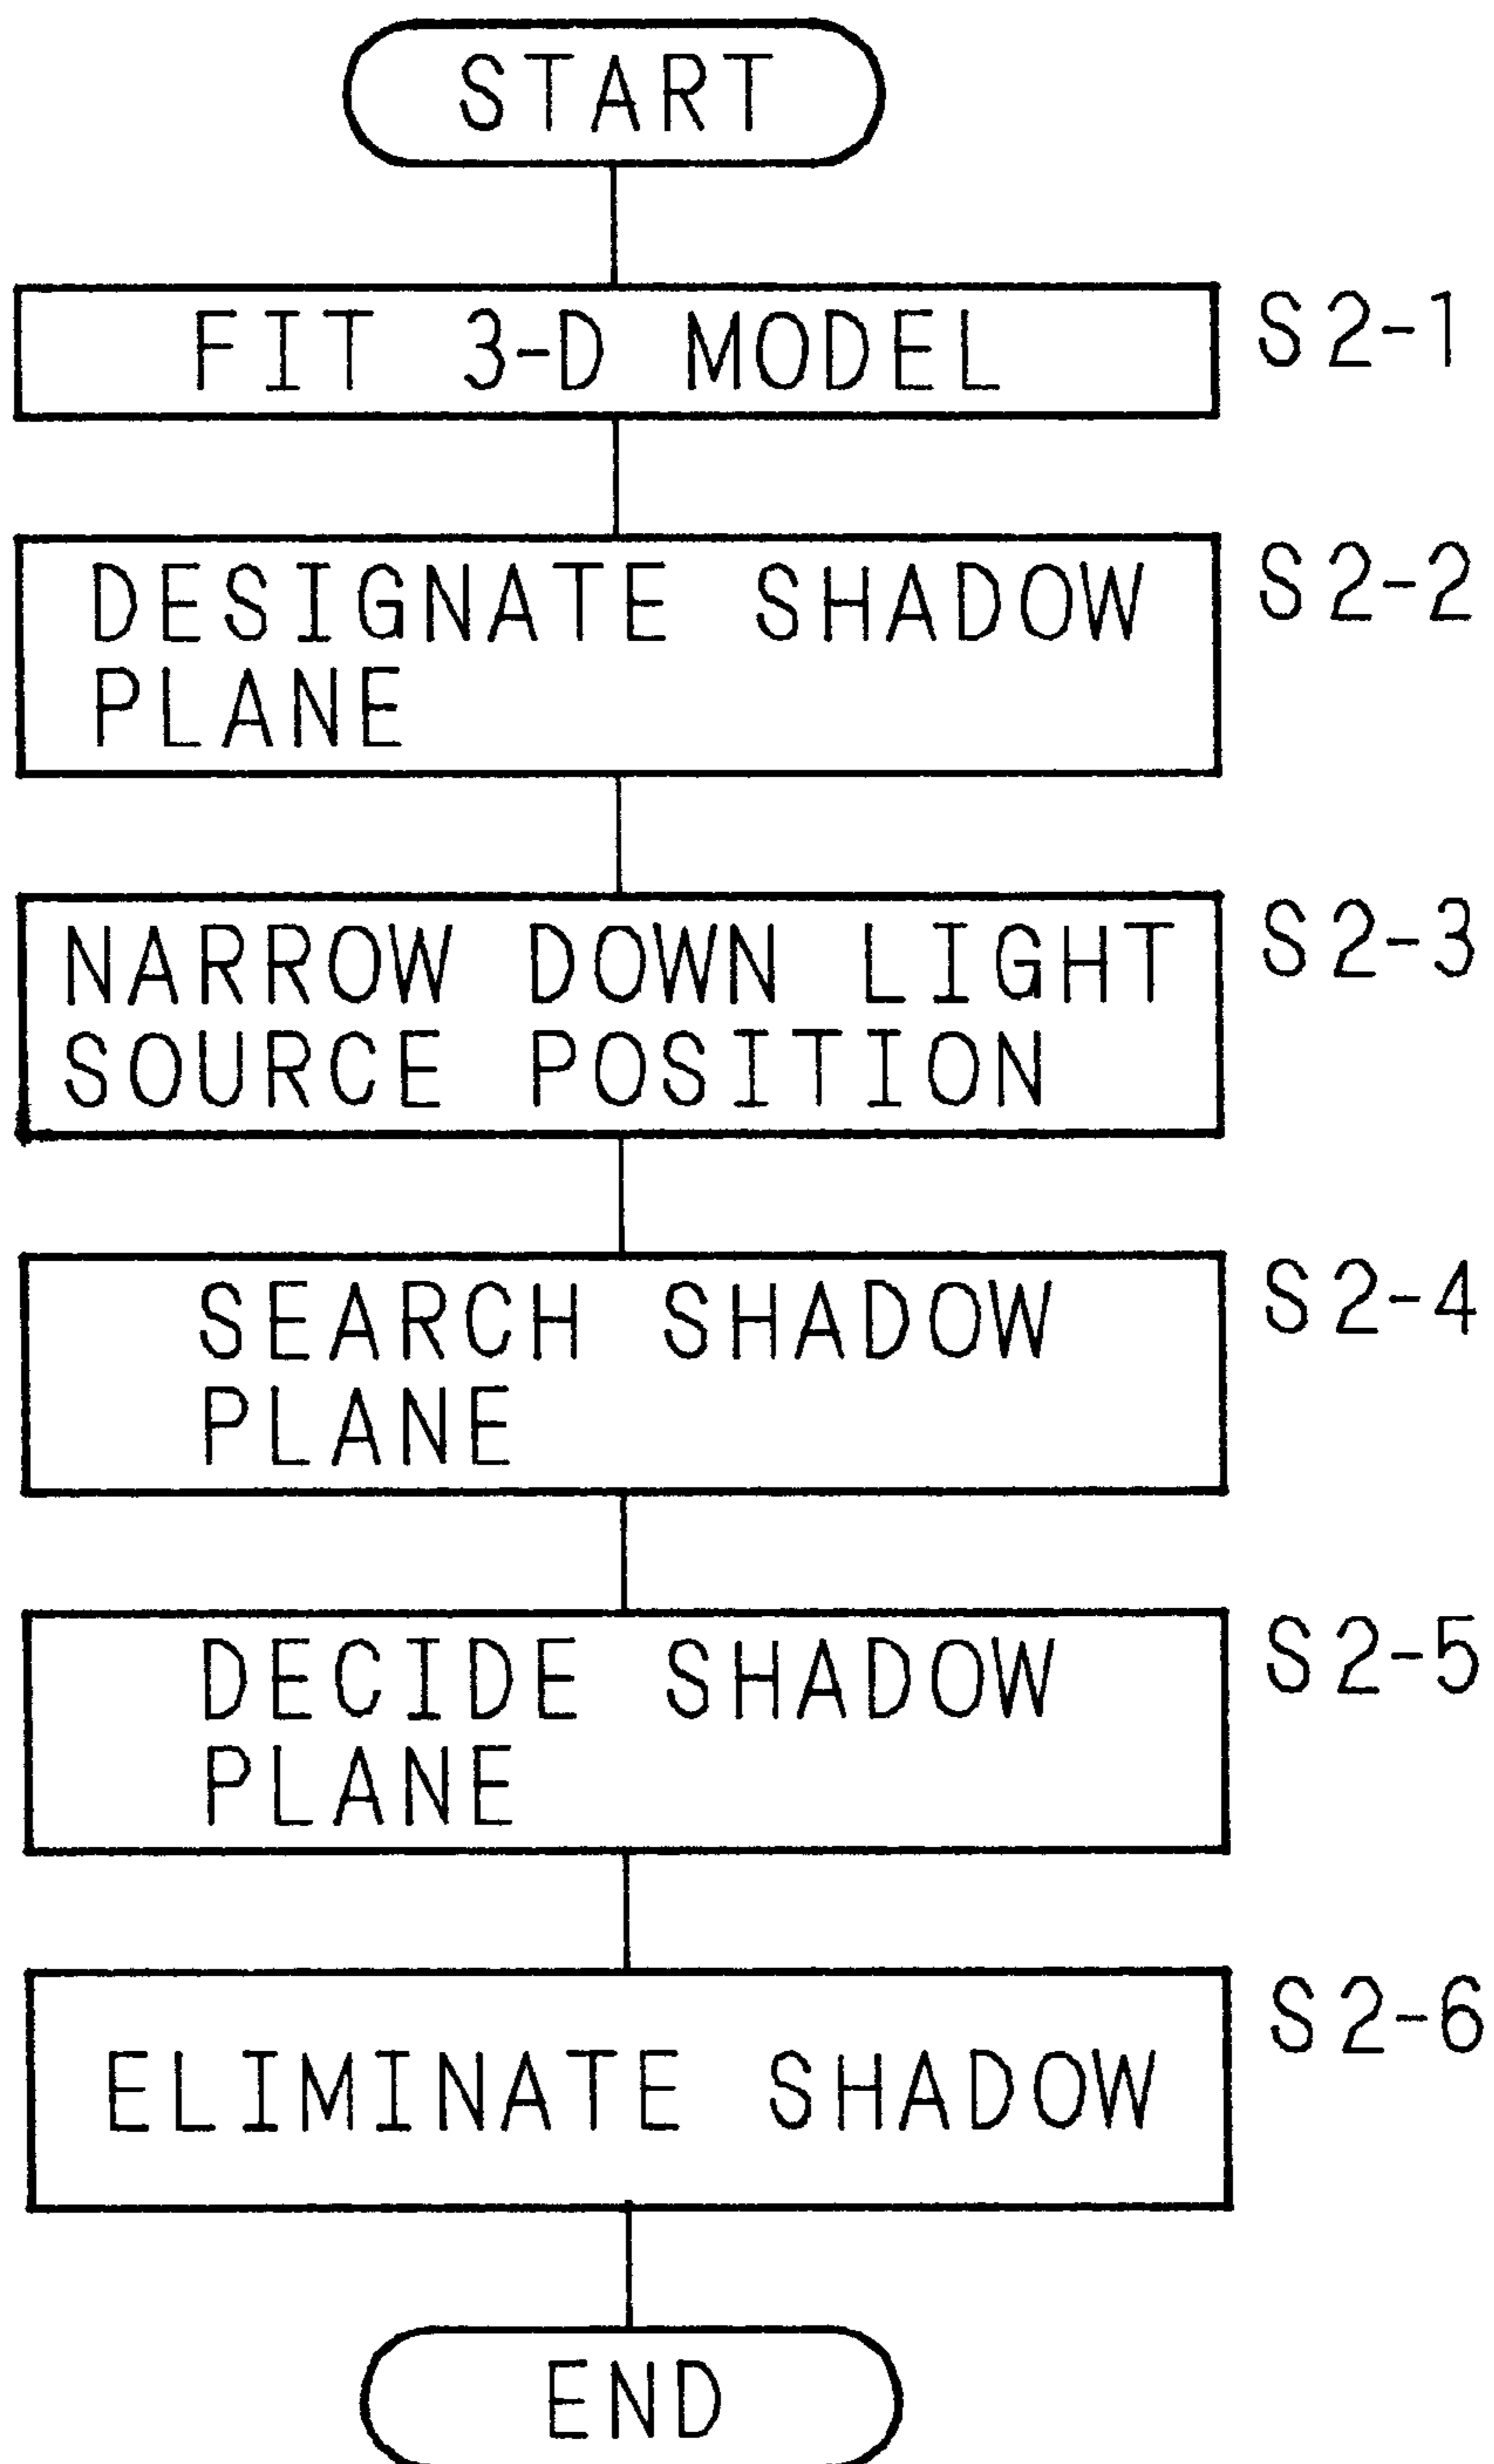 START
FIT 3-D MODEL
S2-1
DESIGNATE SHADOW
PLANE
S2-2
NARROW DOWN LIGHT
SOURCE POSITION
S2-3
SEARCH SHADOW
PLANE
S2-4
DECIDE SHADOW
PLANE
S2-5
ELIMINATE SHADOW
S2-6
END